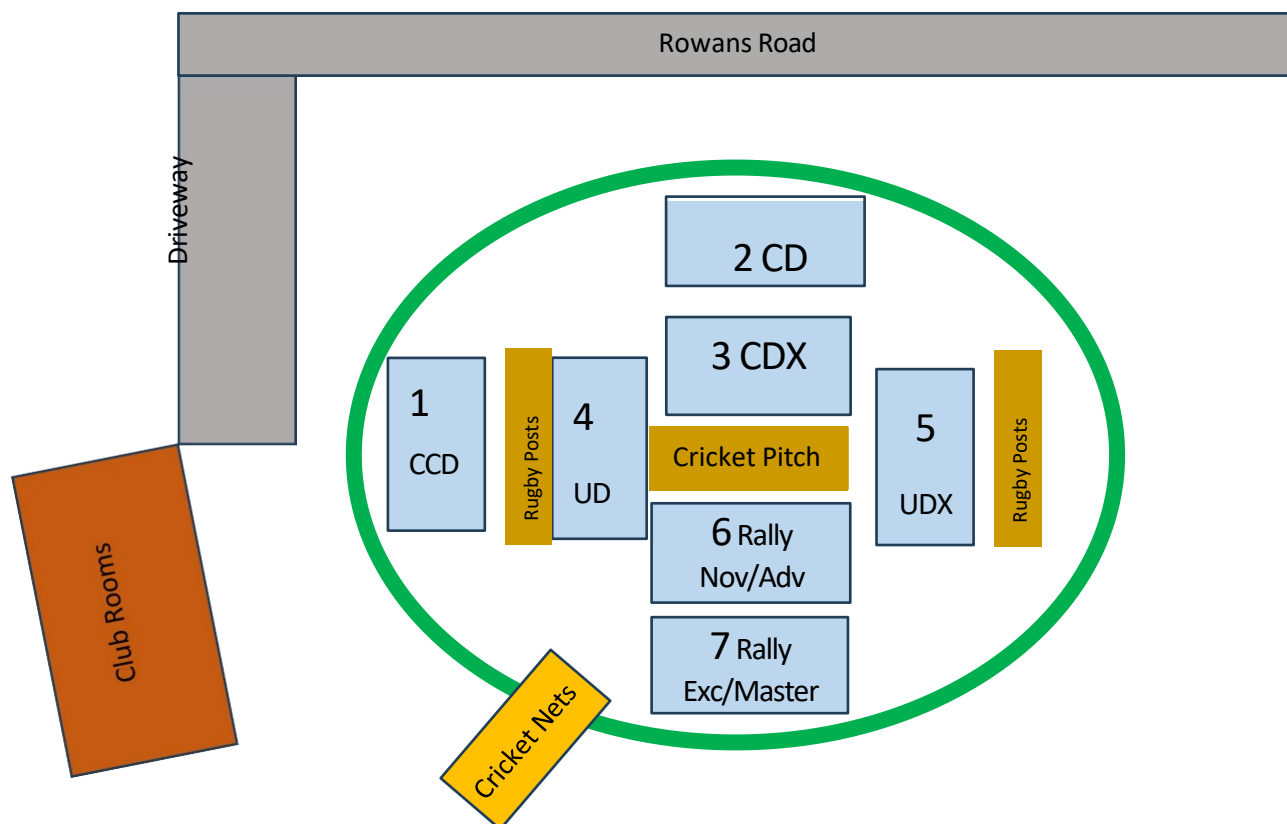 Rowans Road
Driveway
2 CD
3 CDX
1
CCD
Rugby Posts
4
UD
Cricket Pitch
5
UDX
Rugby Posts
6 Rally
Nov/Adv
7 Rally
Exc/Master
Club Rooms
Cricket Nets